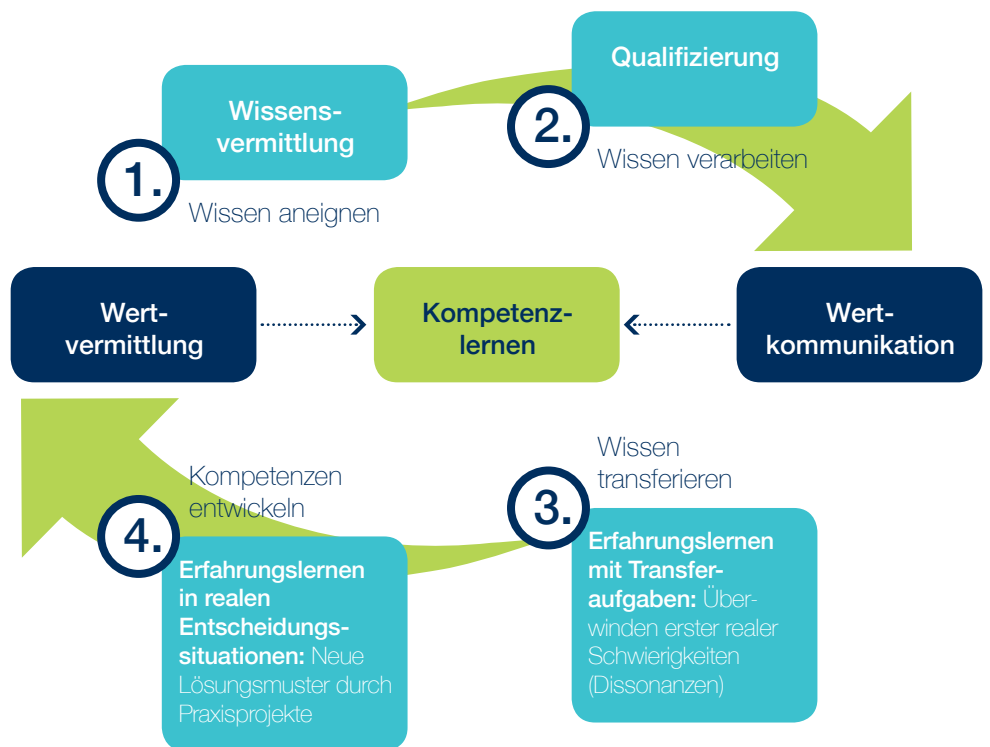 1.
Wissens-
vermittlung
Wissen aneignen
2.
Qualifizierung
Wissen verarbeiten
Wert-
vermittlung
Kompetenz-
lernen
Wert-
kommunikation
Wissen
transferieren
3.
Erfahrungslernen
mit Transfer-
aufgaben: Über-
winden erster realer
Schwierigkeiten
(Dissonanzen)
Kompetenzen
entwickeln
4.
Erfahrungslernen
in realen
Entscheidungs-
situationen: Neue
Lösungsmuster durch
Praxisprojekte